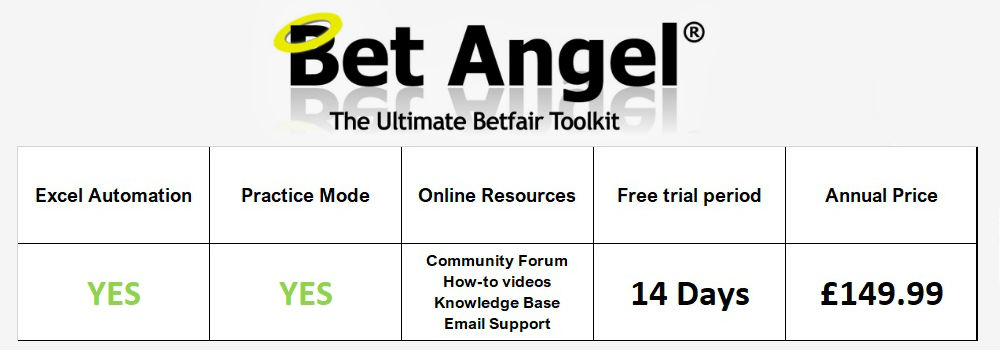 Bet Angel®
The Ultimate Betfair Toolkit
Excel Automation
Practice Mode
Online Resources
Free trial period
Annual Price
YES
YES
Community Forum
How-to videos
Knowledge Base
Email Support
14 Days
£149.99